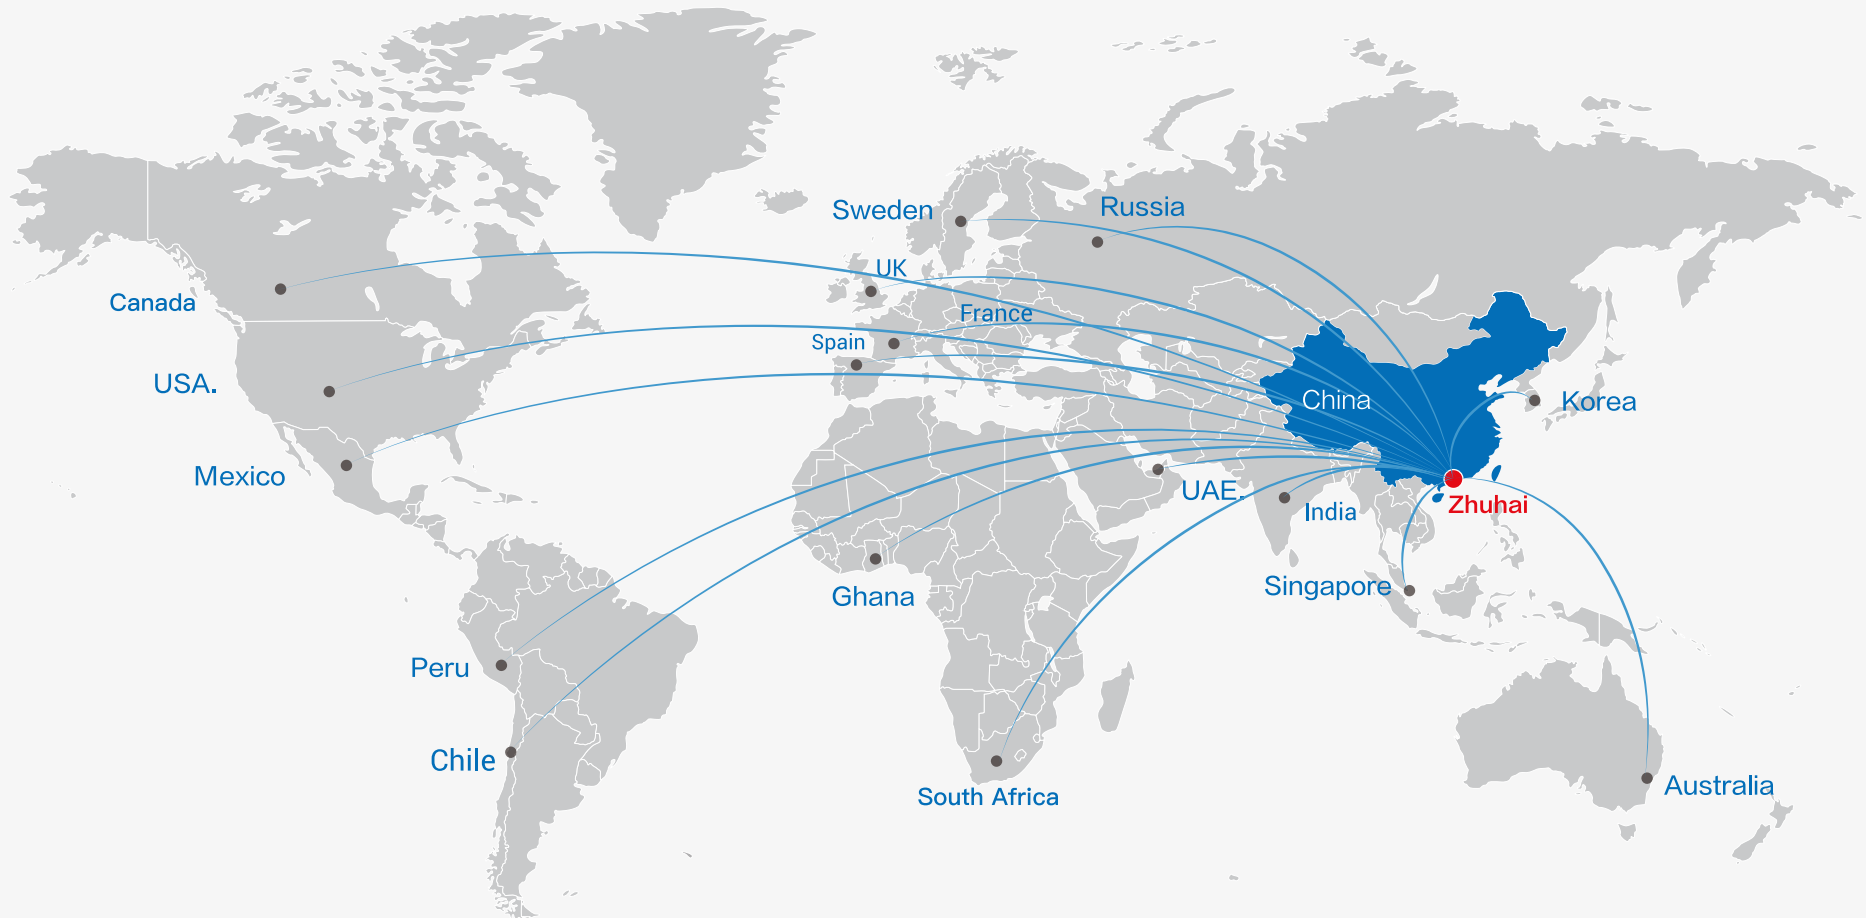 Sweden
Russia
UK
Canada
France
Spain
USA.
China
Korea
Mexico
UAE.
India
Zhuhai
Singapore
Ghana
Peru
Chile
South Africa
Australia